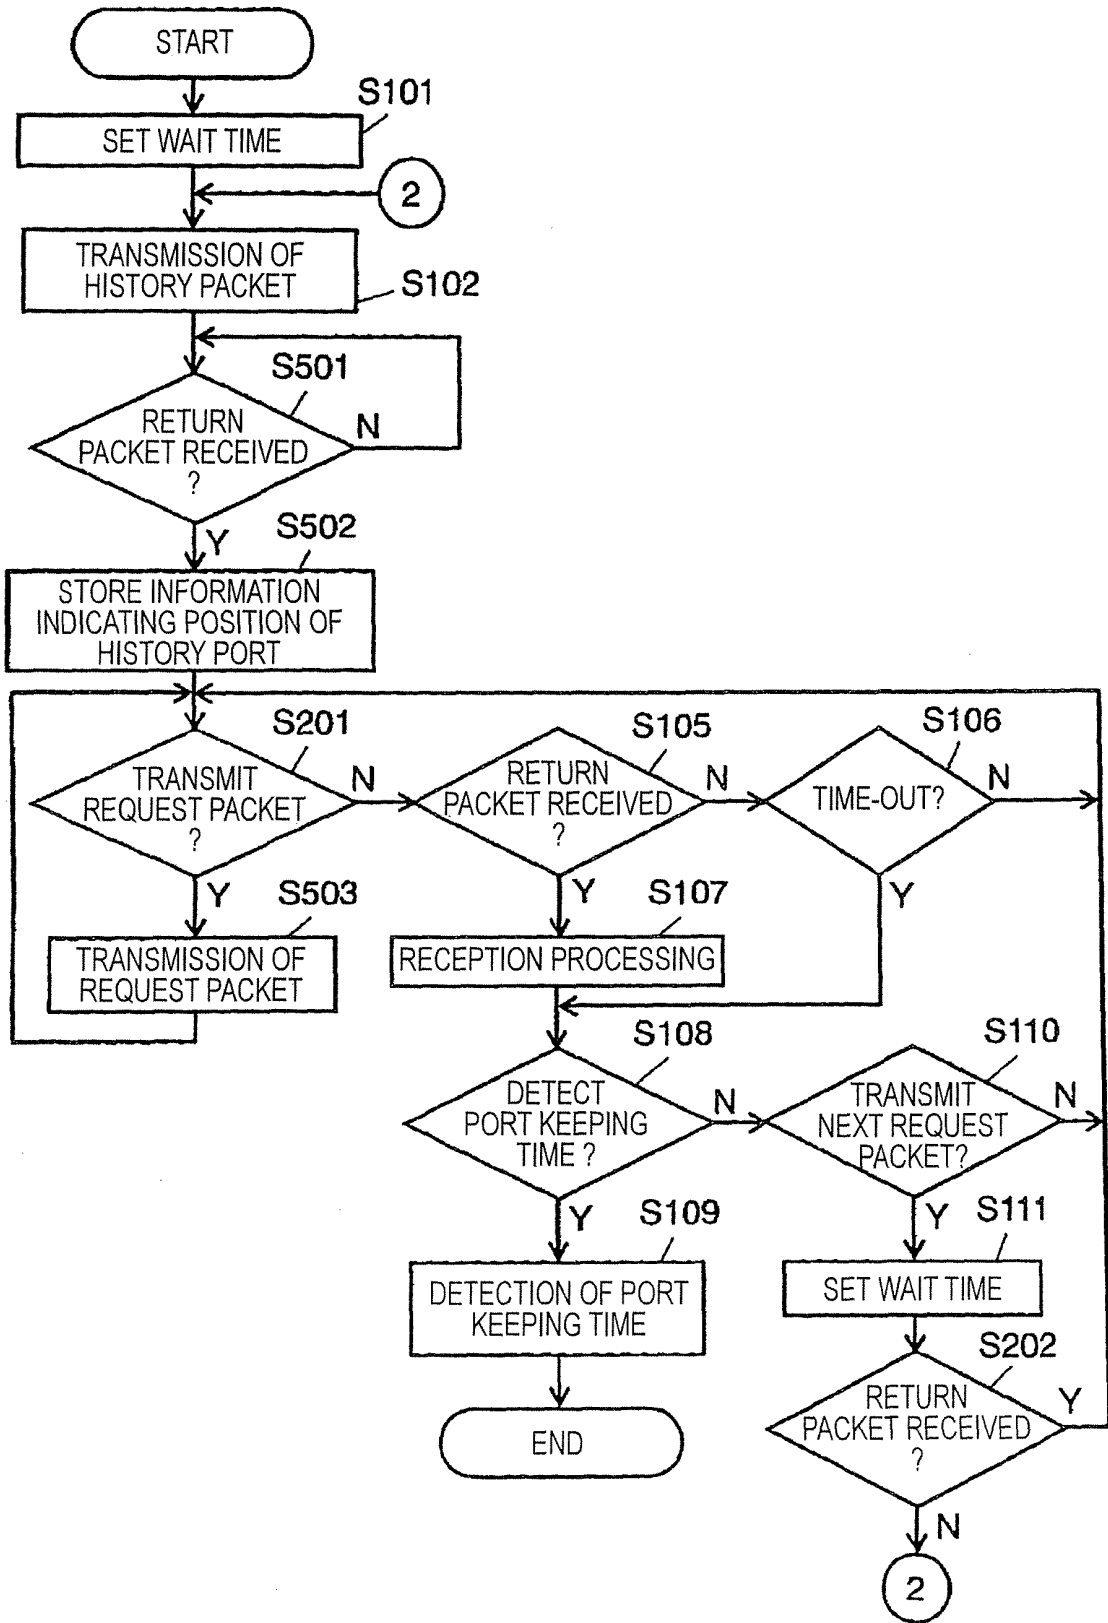 START
S101
SET WAIT TIME
2
TRANSMISSION OF
HISTORY PACKET
S102
S501
RETURN
PACKET RECEIVED
?
N
Y
S502
STORE INFORMATION
INDICATING POSITION OF
HISTORY PORT
S201
TRANSMIT
REQUEST PACKET
?
N
Y
S105
RETURN
PACKET RECEIVED
?
N
Y
S106
TIME-OUT?
N
Y
S503
TRANSMISSION OF
REQUEST PACKET
S107
RECEPTION PROCESSING
S108
DETECT
PORT KEEPING
TIME ?
N
Y
S110
TRANSMIT
NEXT REQUEST
PACKET?
N
Y
S109
DETECTION OF PORT
KEEPING TIME
END
S111
SET WAIT TIME
S202
RETURN
PACKET RECEIVED
?
Y
N
2